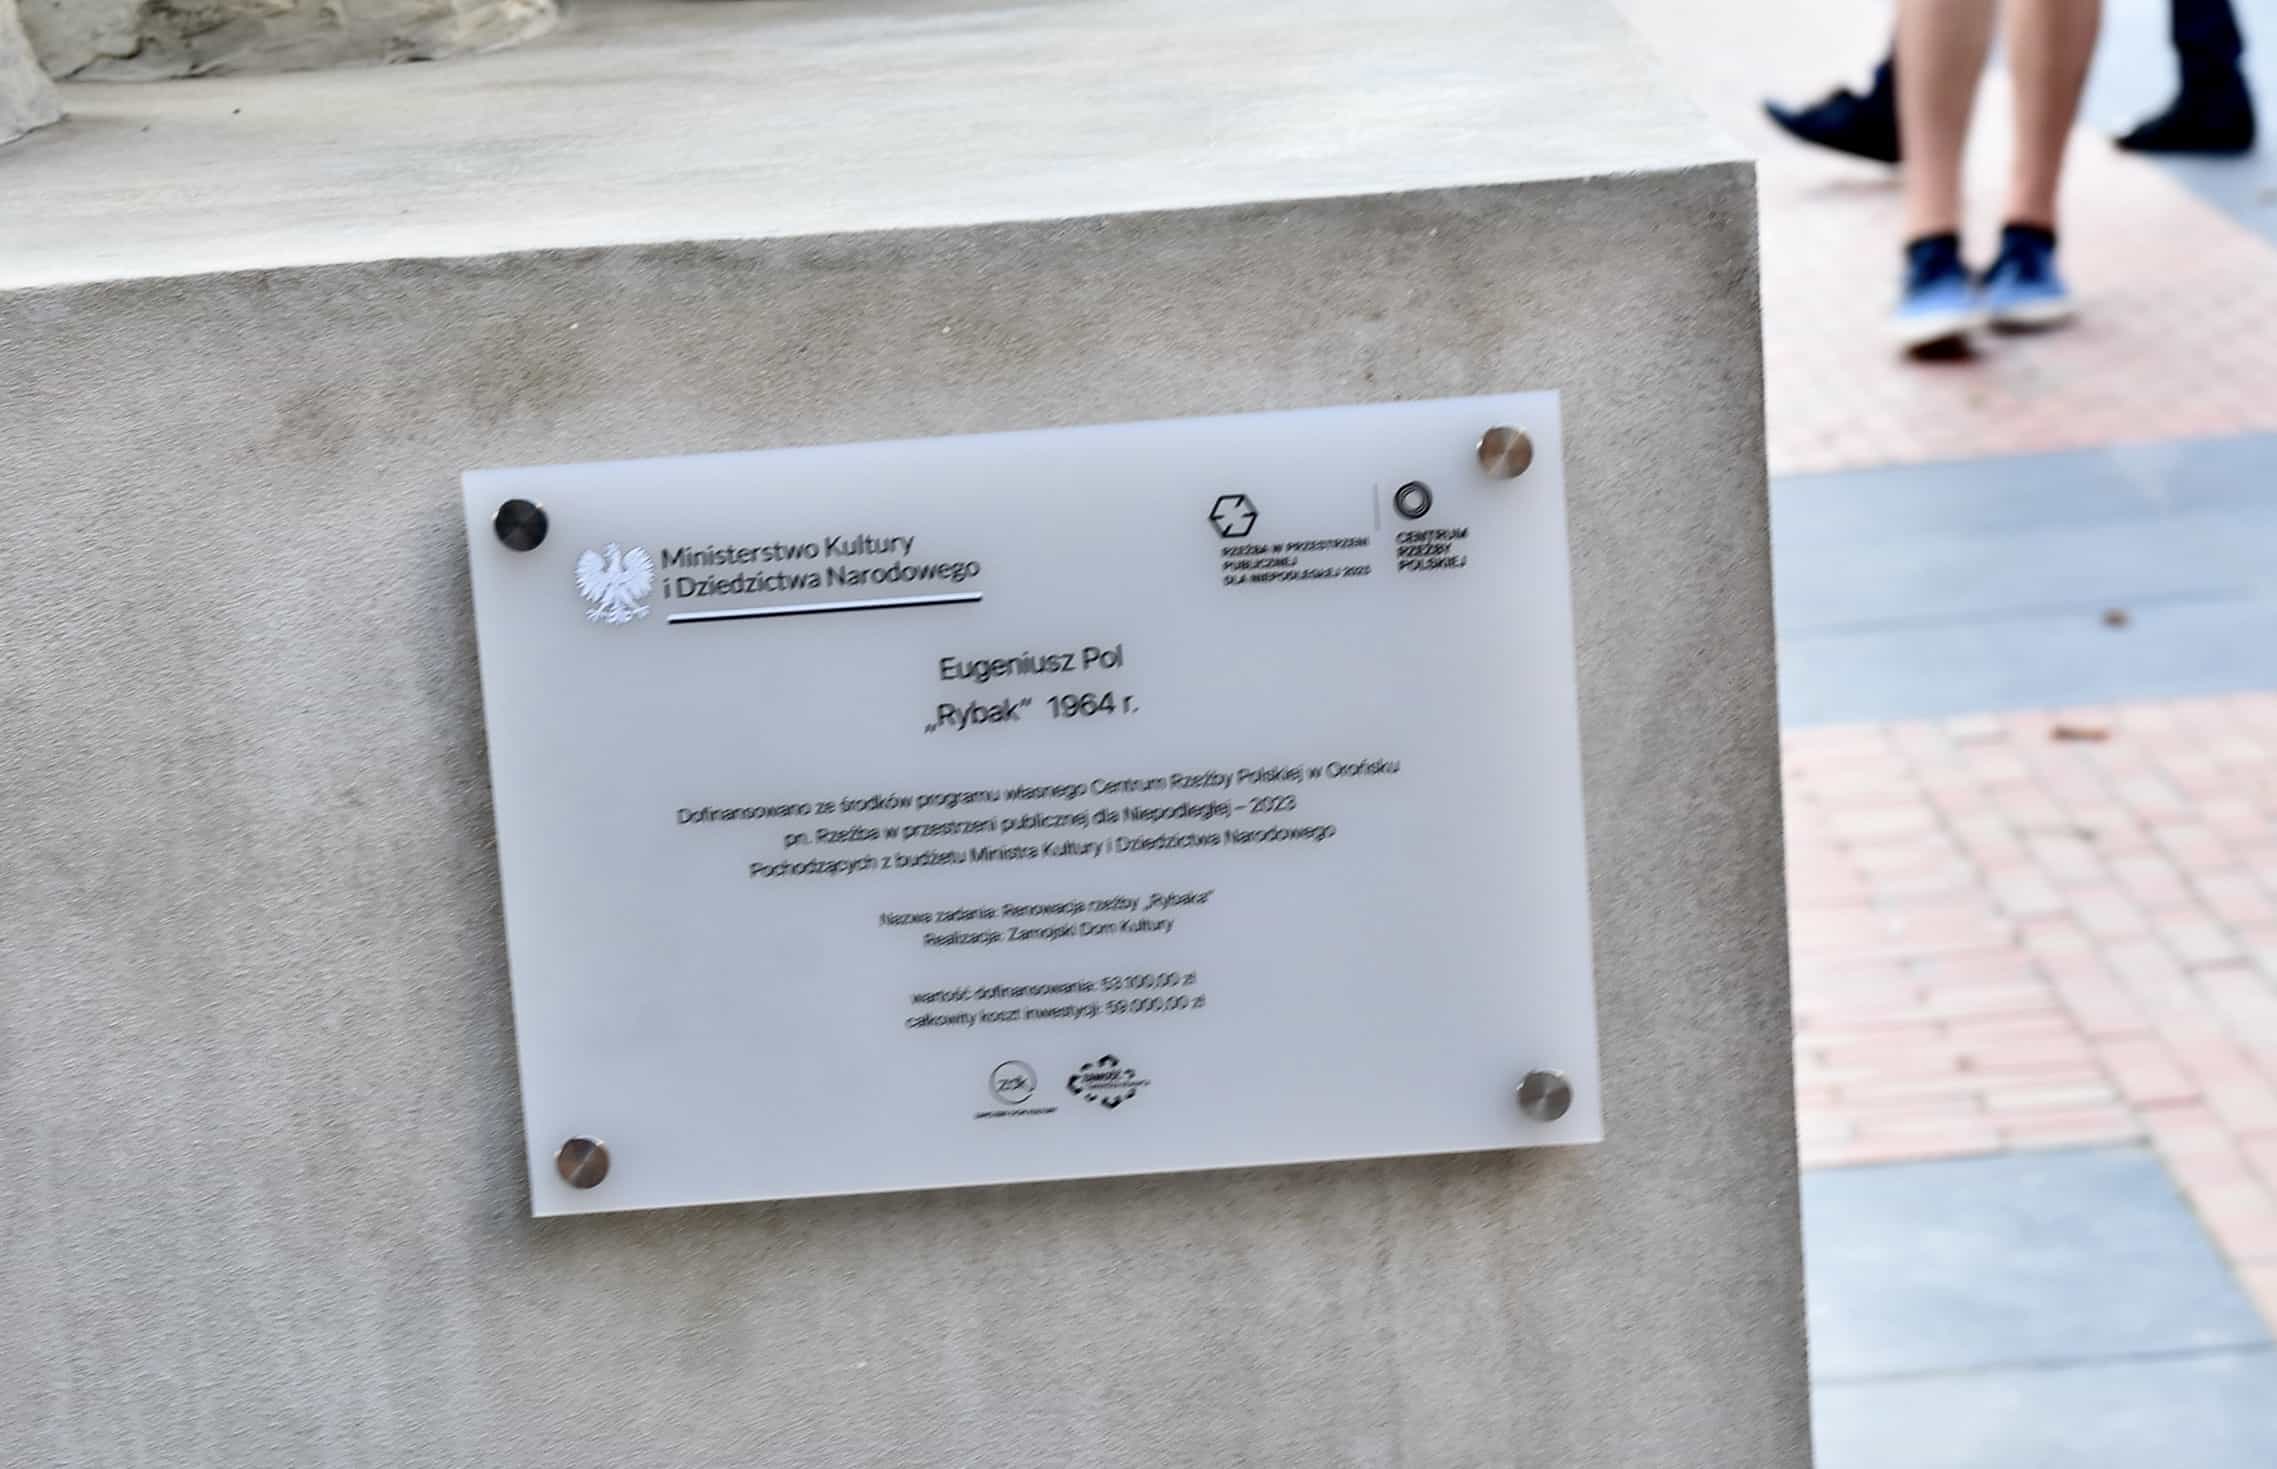 Ministerstwo Kultury
i Dziedzictwa Narodowego
RZEŹBA W PRZESTRZENI
PUBLICZNEJ
DLA NIEPODLEGŁEJ 2023
CENTRUM
RZEŹBY
POLSKIEJ
Eugeniusz Pol
„Rybak” 1964 r.
Dofinansowano ze środków programu własnego Centrum Rzeźby Polskiej w Orońsku
pn. Rzeźba w przestrzeni publicznej dla Niepodległej – 2023
Pochodzących z budżetu Ministra Kultury i Dziedzictwa Narodowego
Nazwa zadania: Renowacja rzeźby „Rybaka”
Realizacja: Zamojski Dom Kultury
wartość dofinansowania: 53.100,00 zł
całkowity koszt inwestycji: 59.000,00 zł
zdk